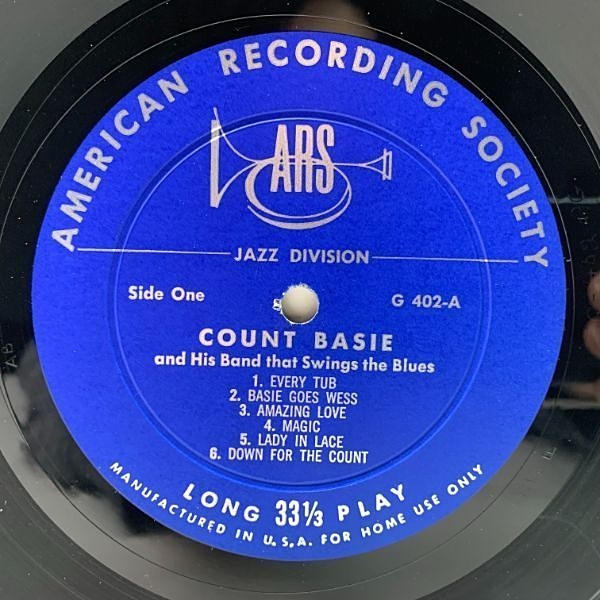 AMERICAN RECORDING SOCIETY
ARS
JAZZ DIVISION
Side One
G 402-A
COUNT BASIE
and His Band that Swings the Blues
1. EVERY TUB
2. BASIE GOES WESS
3. AMAZING LOVE
4. MAGIC
5. LADY IN LACE
6. DOWN FOR THE COUNT
LONG 33⅓ PLAY
MANUFACTURED IN U.S.A. FOR HOME USE ONLY